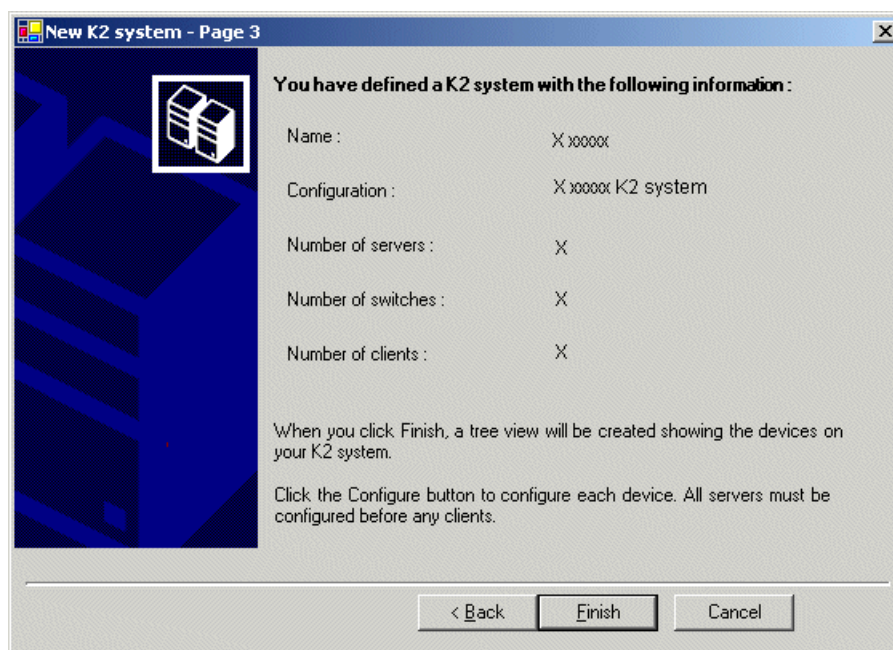 New K2 system - Page 3
You have defined a K2 system with the following information :
Name : X xxxxx
Configuration : X xxxxx K2 system
Number of servers : X
Number of switches : X
Number of clients : X
When you click Finish, a tree view will be created showing the devices on
your K2 system.
Click the Configure button to configure each device. All servers must be
configured before any clients.
< Back Finish Cancel